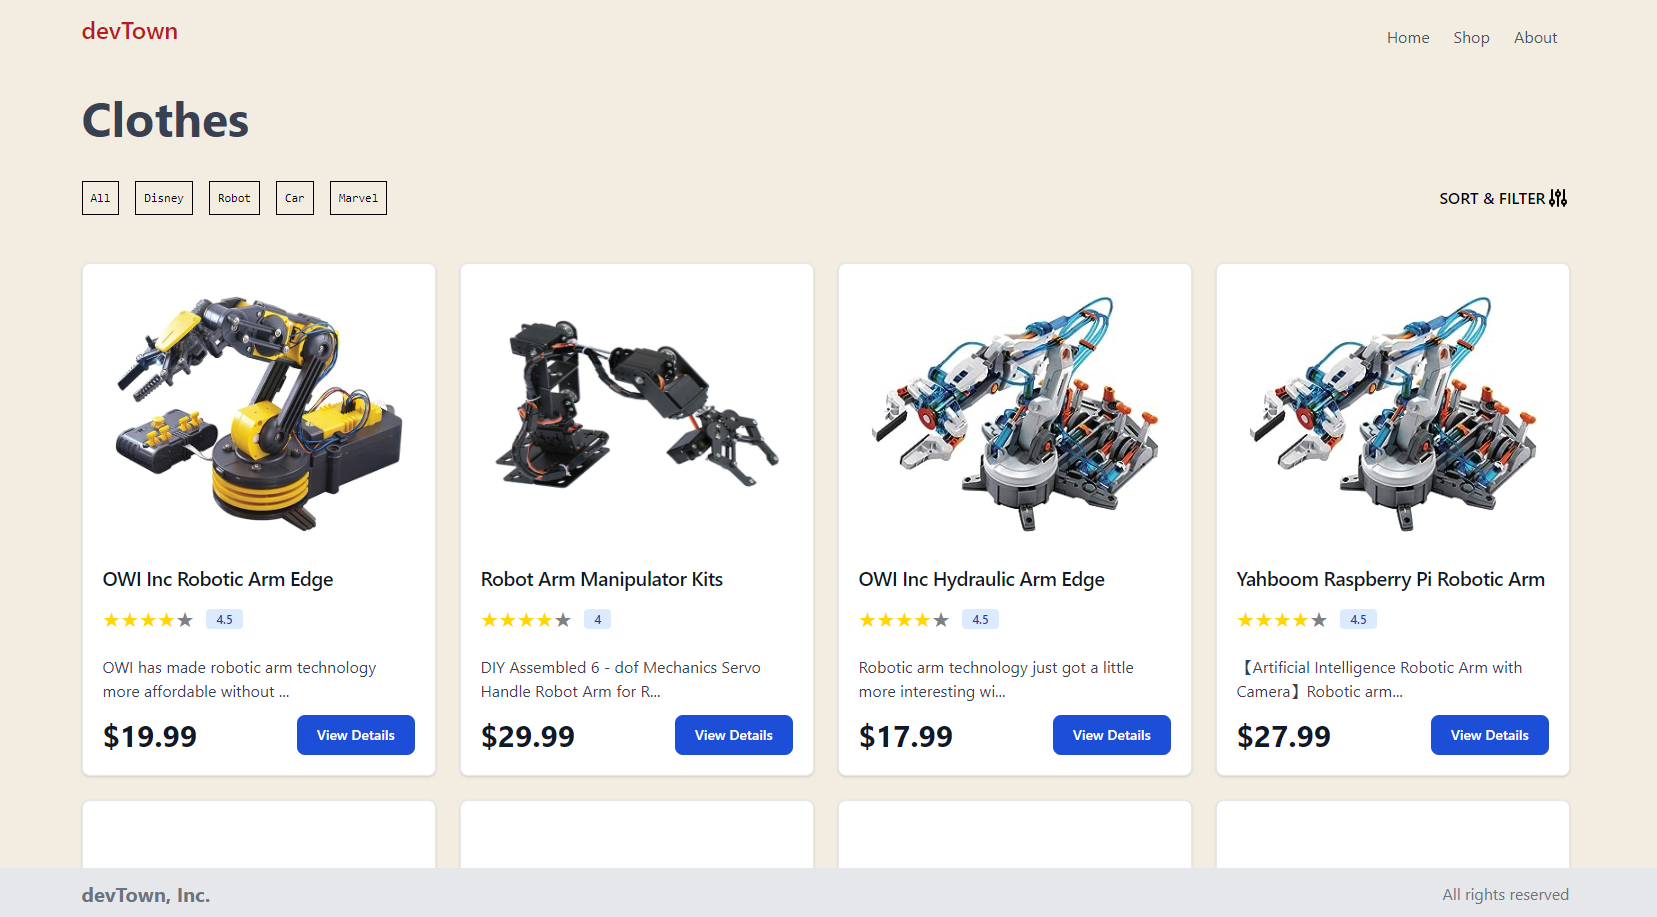 devTown
Home Shop About
Clothes
All Disney Robot Car Marvel
SORT & FILTER
OWI Inc Robotic Arm Edge
4.5
OWI has made robotic arm technology
more affordable without ...
$19.99 View Details
Robot Arm Manipulator Kits
4
DIY Assembled 6 - dof Mechanics Servo
Handle Robot Arm for R...
$29.99 View Details
OWI Inc Hydraulic Arm Edge
4.5
Robotic arm technology just got a little
more interesting wi...
$17.99 View Details
Yahboom Raspberry Pi Robotic Arm
4.5
【Artificial Intelligence Robotic Arm with
Camera】Robotic arm...
$27.99 View Details
devTown, Inc.
All rights reserved